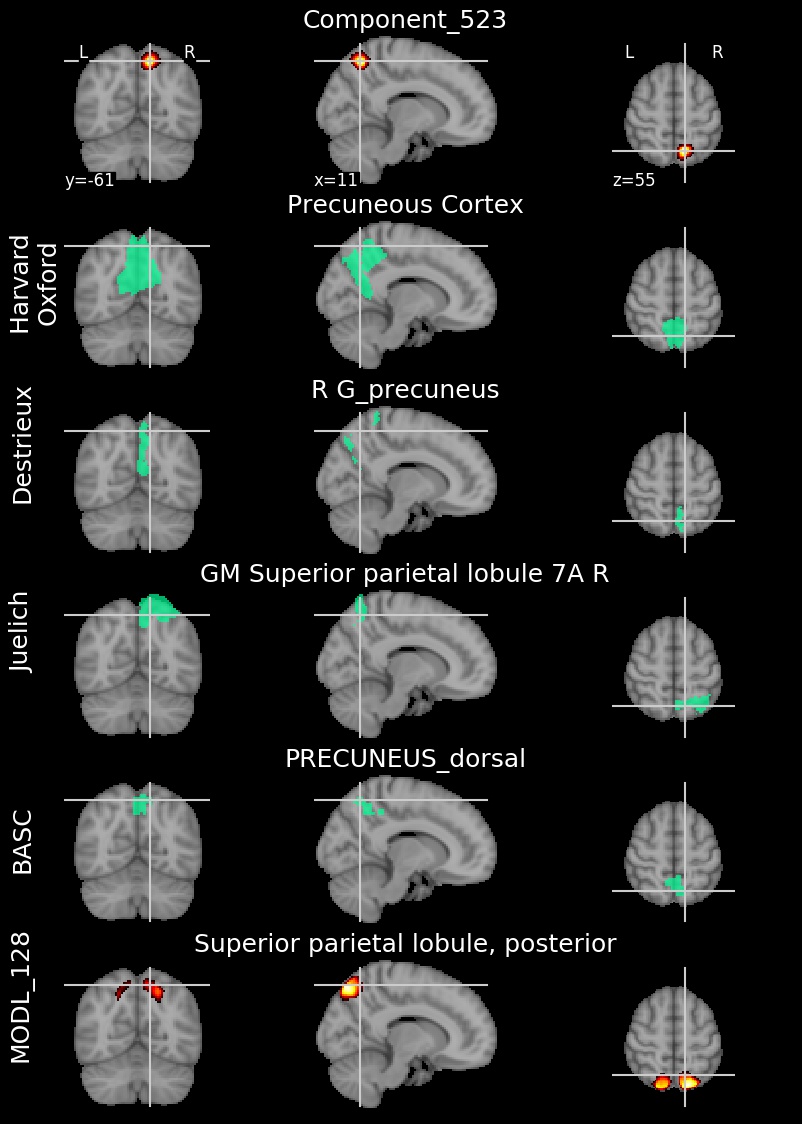 Component_523
L R
L R
y=-61
x=11
z=55
Precuneous Cortex
Harvard
Oxford
R G_precuneus
Destrieux
GM Superior parietal lobule 7A R
Juelich
PRECUNEUS_dorsal
BASC
Superior parietal lobule, posterior
MODL_128